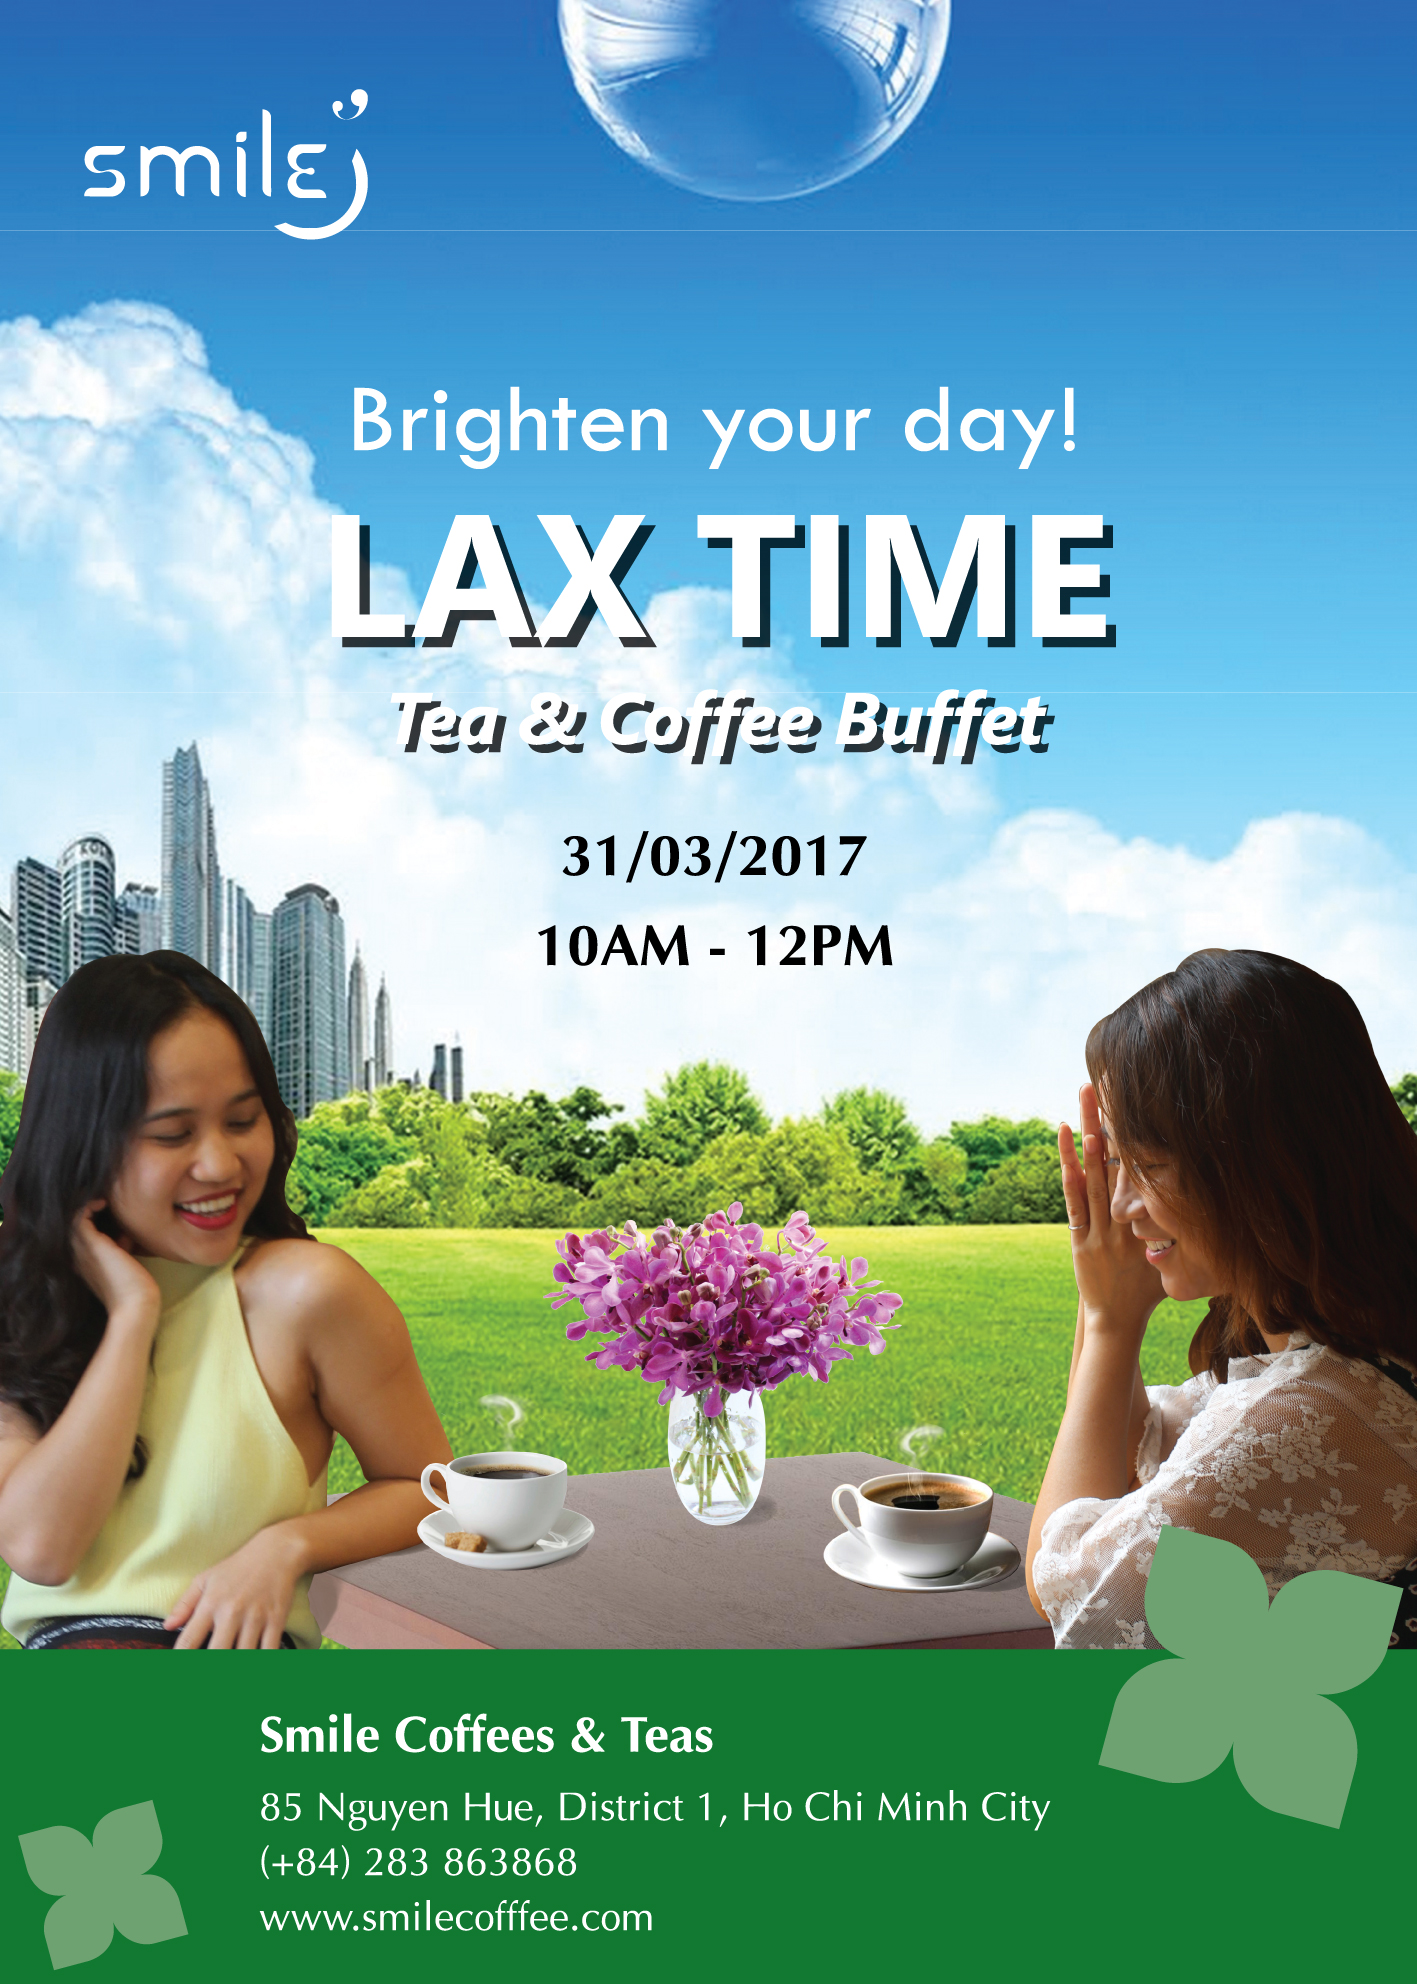 smile
Brighten your day!
LAX TIME
Tea & Coffee Buffet
31/03/2017
10AM - 12PM
Smile Coffees & Teas
85 Nguyen Hue, District 1, Ho Chi Minh City
(+84) 283 863868
www.smilecofffee.com